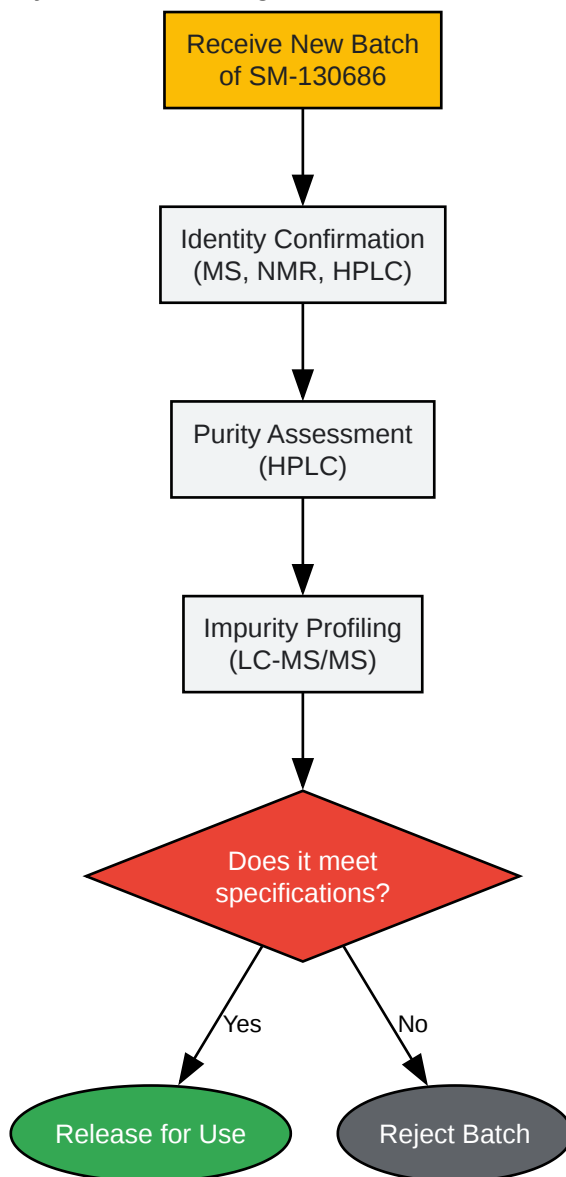 Receive New Batch
of SM-130686
Identity Confirmation
(MS, NMR, HPLC)
Purity Assessment
(HPLC)
Impurity Profiling
(LC-MS/MS)
Does it meet
specifications?
Yes
No
Release for Use
Reject Batch